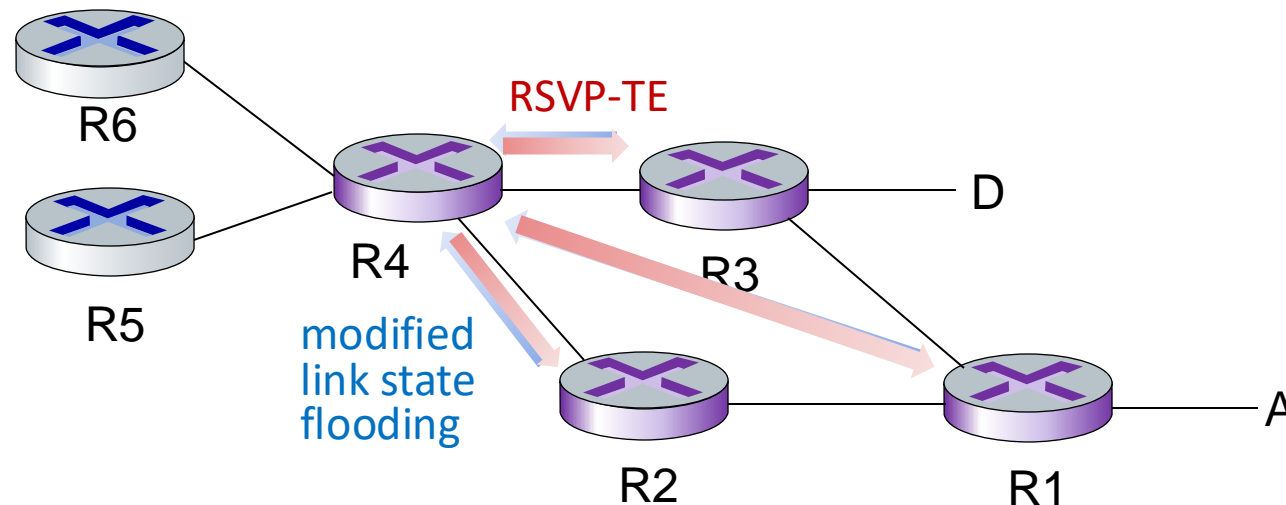 R6
RSVP-TE
D
R4
R3
R5
modified
link state
flooding
A
R2
R1